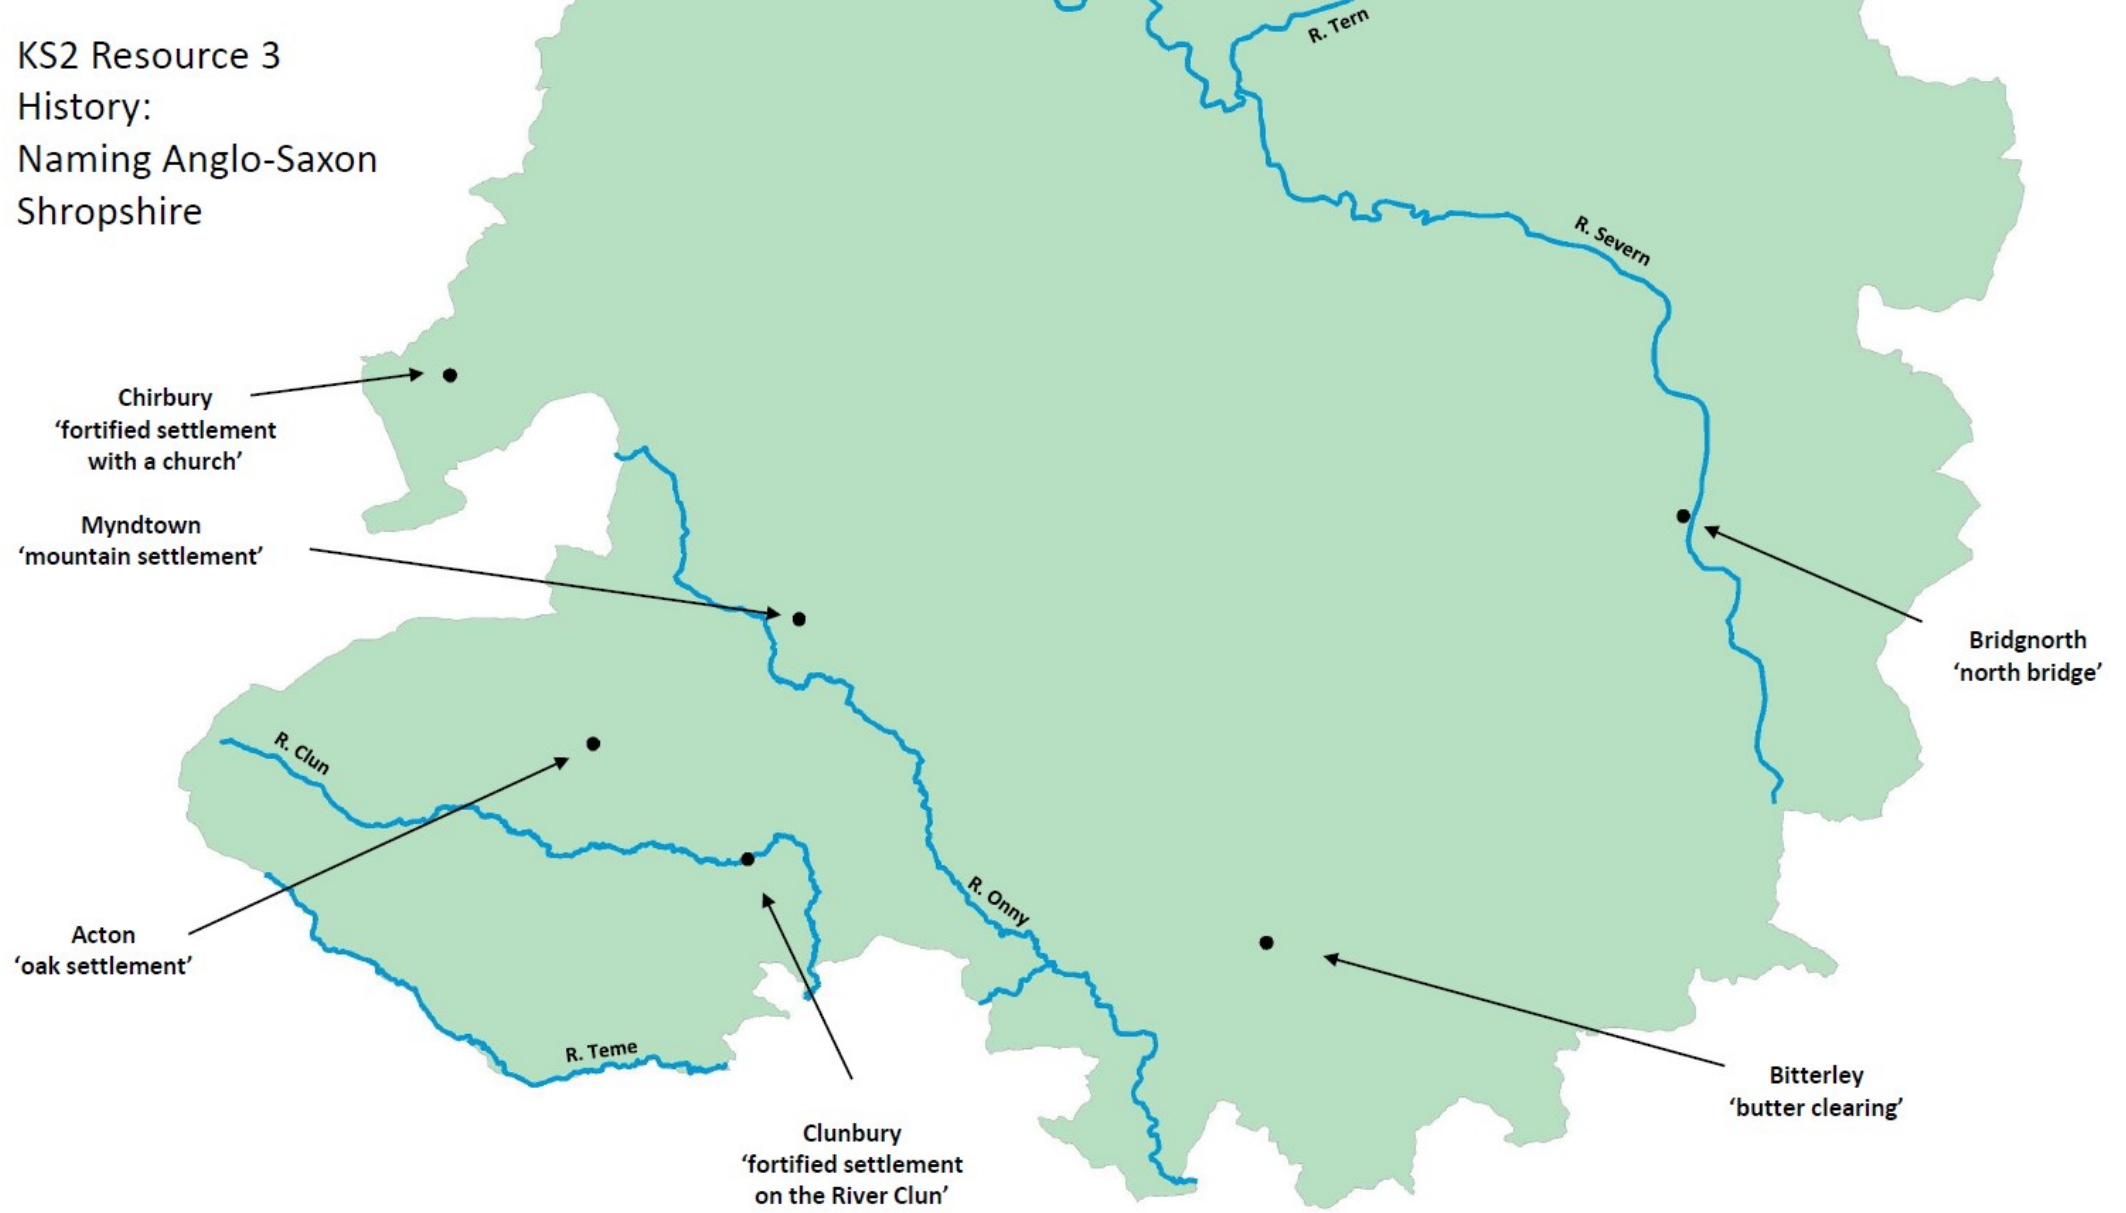 KS2 Resource 3
History:
Naming Anglo-Saxon
Shropshire
R. Tern
R. Severn
Chirbury
‘fortified settlement
with a church’
Myndtown
‘mountain settlement’
Bridgnorth
‘north bridge’
R. Clun
Acton
‘oak settlement’
R. Onny
R. Teme
Bitterley
‘butter clearing’
Clunbury
‘fortified settlement
on the River Clun’